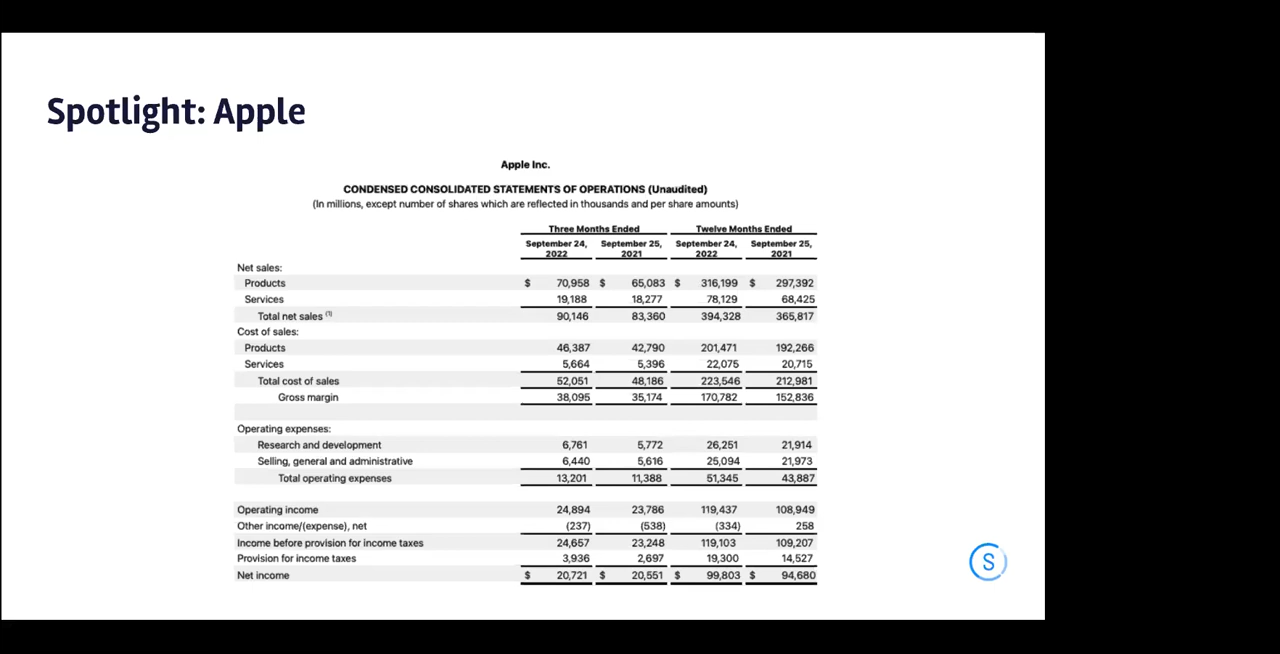 Spotlight: Apple
Apple Inc.
CONDENSED CONSOLIDATED STATEMENTS OF OPERATIONS (Unaudited)
(In millions, except number of shares which are reflected in thousands and per share amounts)
Three Months Ended Twelve Months Ended
September 24, 2022 September 25, 2021 September 24, 2022 September 25, 2021
Net sales:
Products $ 70,958 $ 65,083 $ 316,199 $ 297,392
Services 19,188 18,277 78,129 68,425
Total net sales (1) 90,146 83,360 394,328 365,817
Cost of sales:
Products 46,387 42,790 201,471 192,266
Services 5,664 5,396 22,075 20,715
Total cost of sales 52,051 48,186 223,546 212,981
Gross margin 38,095 35,174 170,782 152,836
Operating expenses:
Research and development 6,761 5,772 26,251 21,914
Selling, general and administrative 6,440 5,616 25,094 21,973
Total operating expenses 13,201 11,388 51,345 43,887
Operating income 24,894 23,786 119,437 108,949
Other income/(expense), net (237) (538) (334) 258
Income before provision for income taxes 24,657 23,248 119,103 109,207
Provision for income taxes 3,936 2,697 19,300 14,527
Net income $ 20,721 $ 20,551 $ 99,803 $ 94,680
S